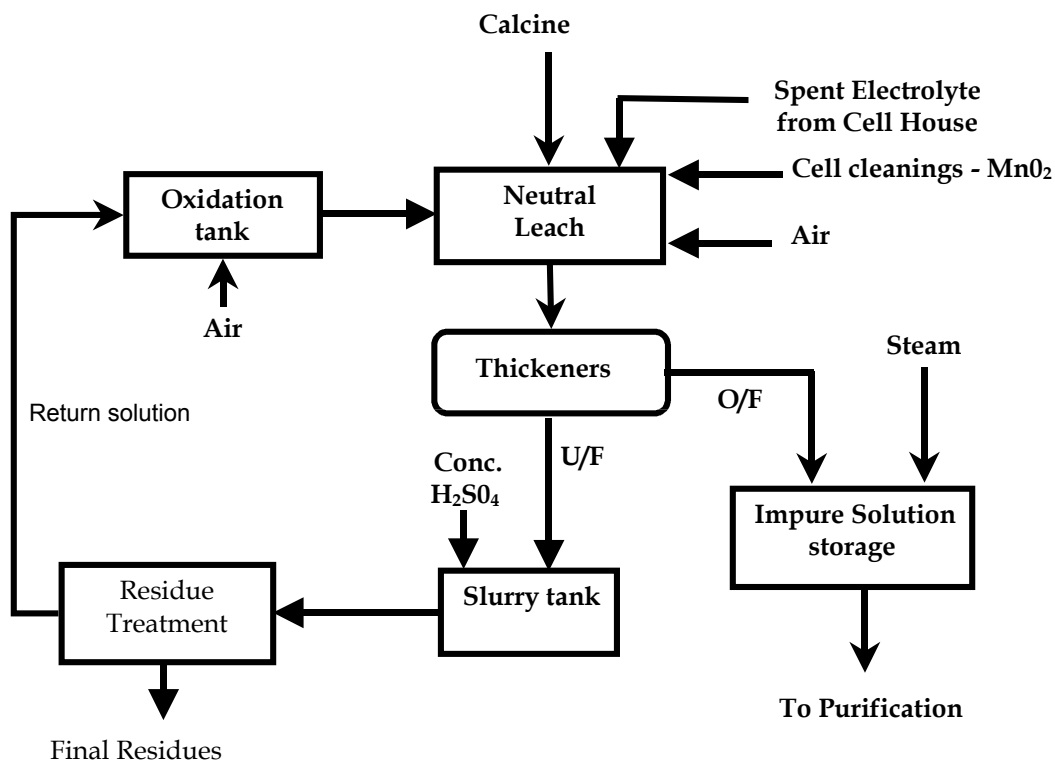 Calcine
Spent Electrolyte
from Cell House
Cell cleanings - Mn0₂
Oxidation
tank
Neutral
Leach
Air
Air
Thickeners
Steam
Return solution
O/F
U/F
Conc.
H₂S0₄
Impure Solution
storage
Residue
Treatment
Slurry tank
To Purification
Final Residues